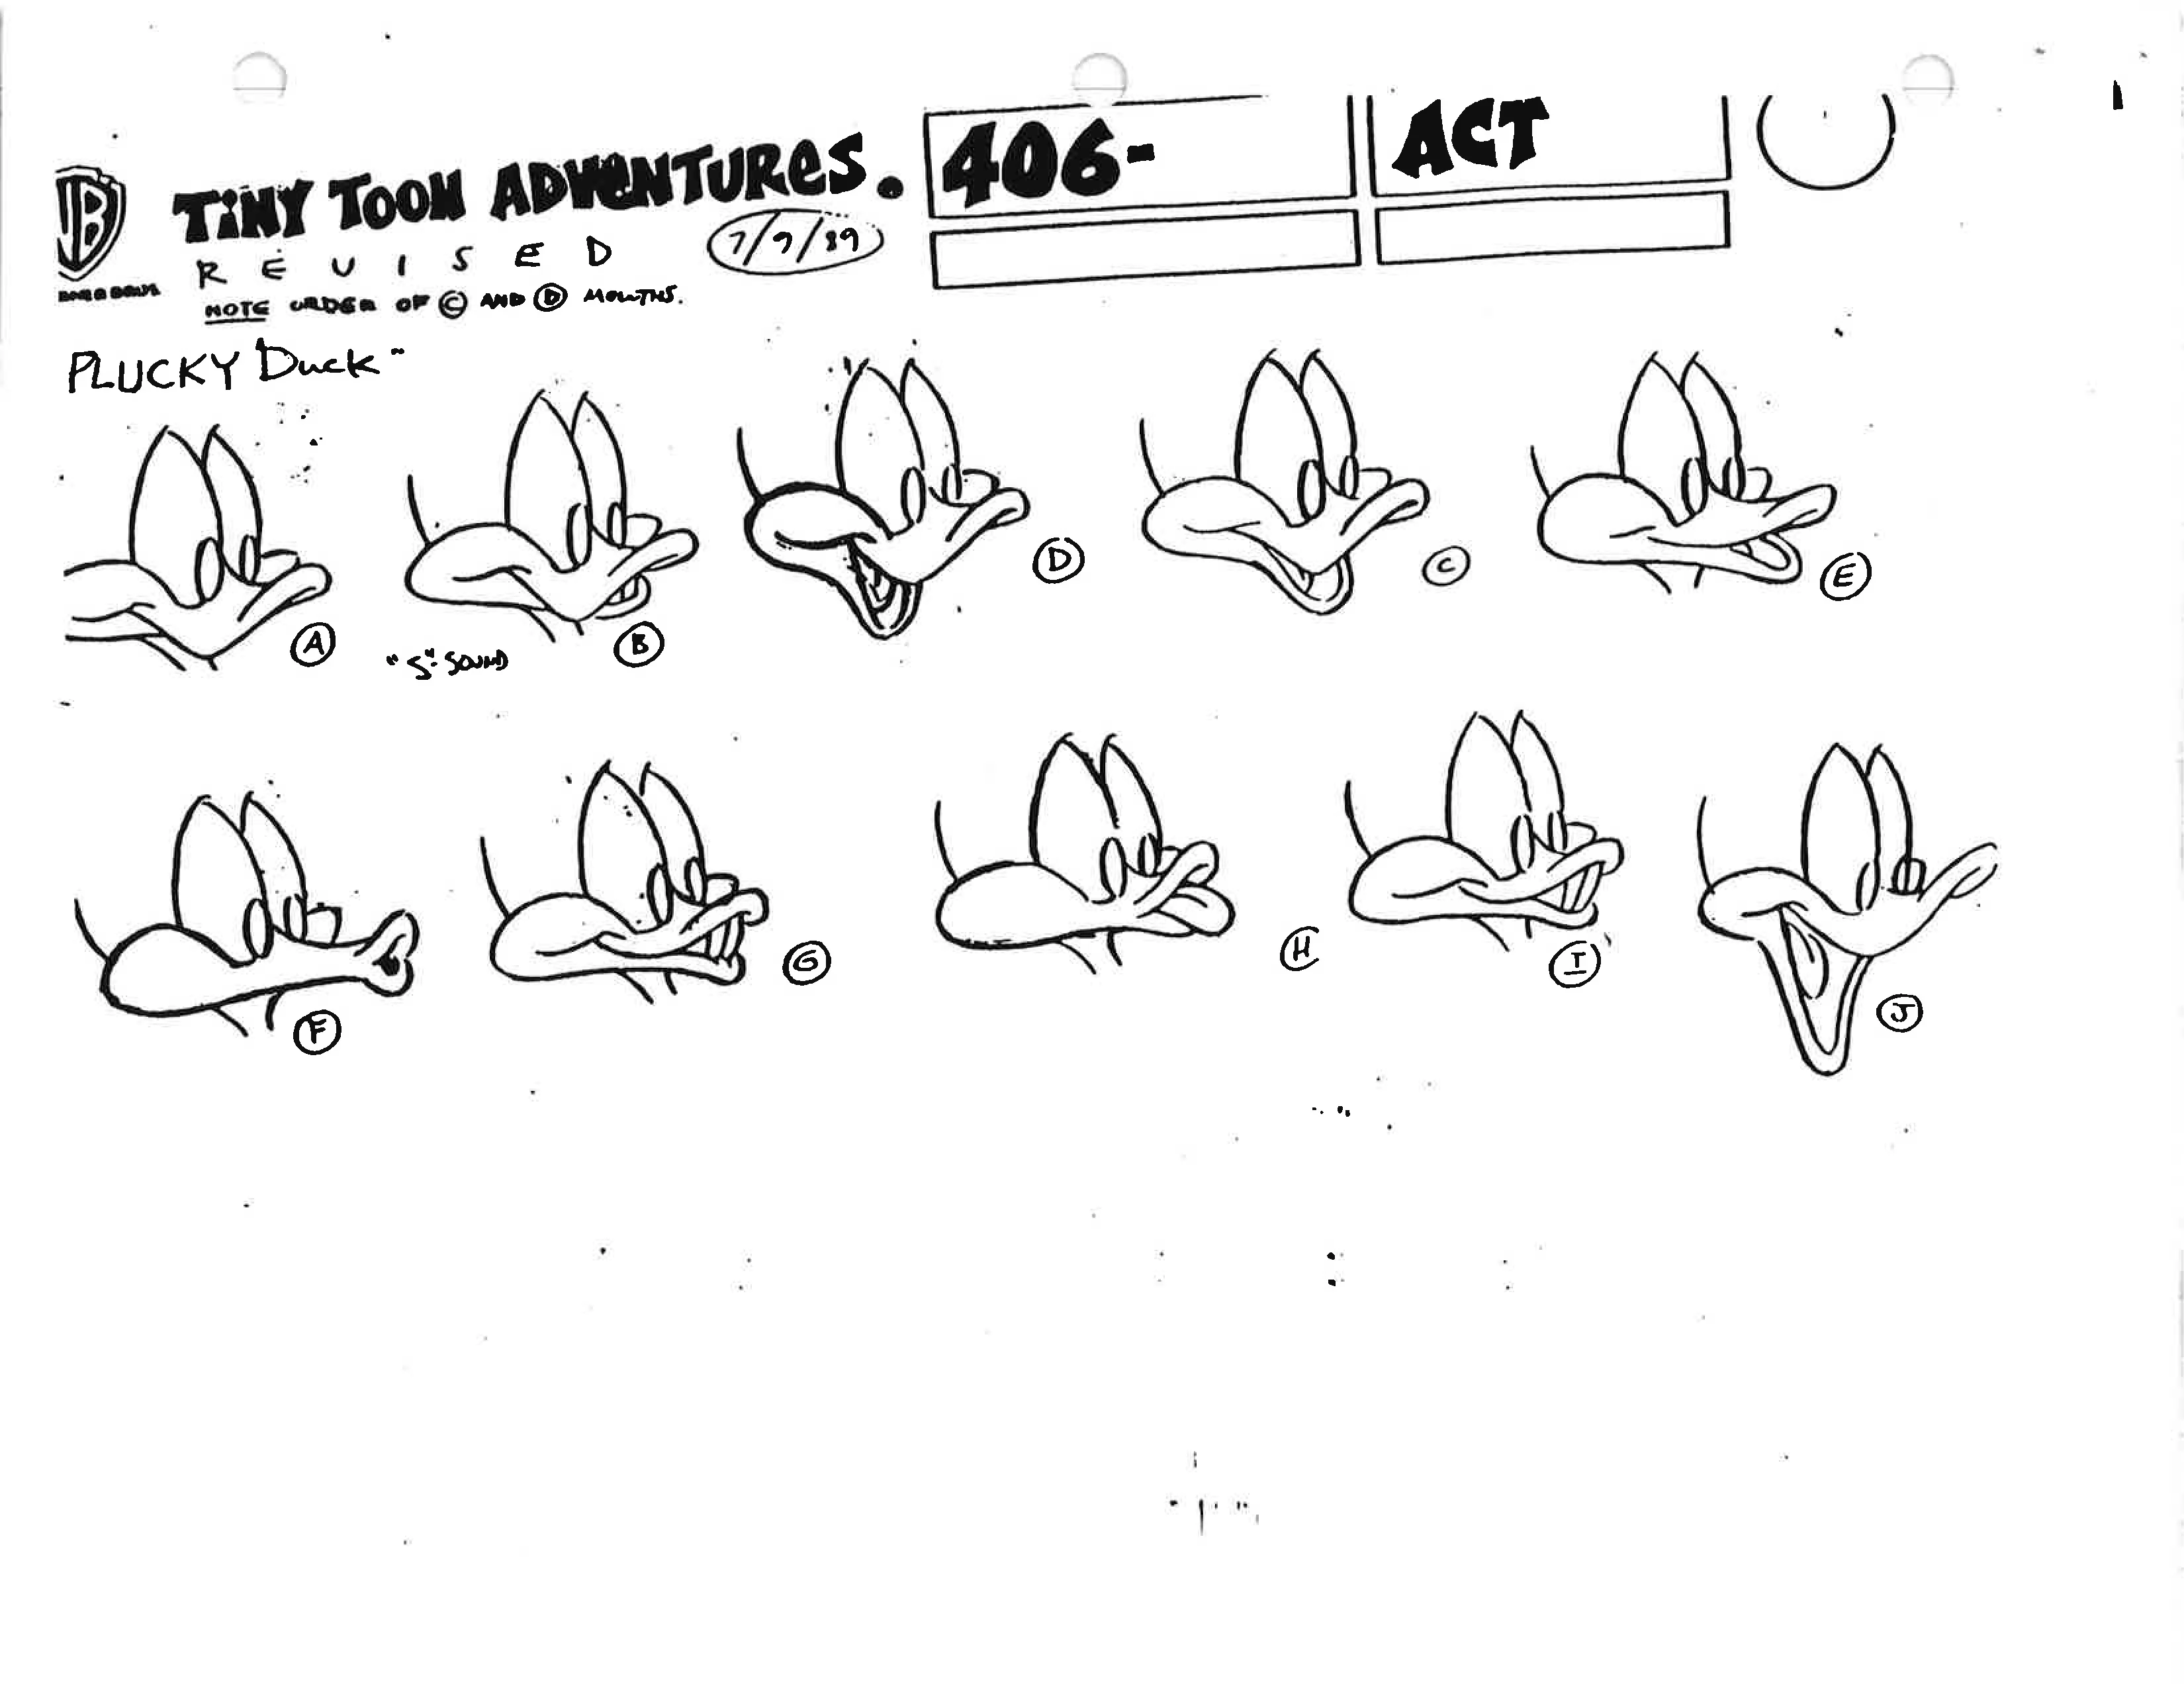 TINY TOON ADVENTURES.
406-
ACT
REVISED
7/7/89
NOTE ORDER OF C AND D MOUTHS.
PLUCKY Duck"
A
"S"-SOUND
B
D
C
E
F
G
H
I
J